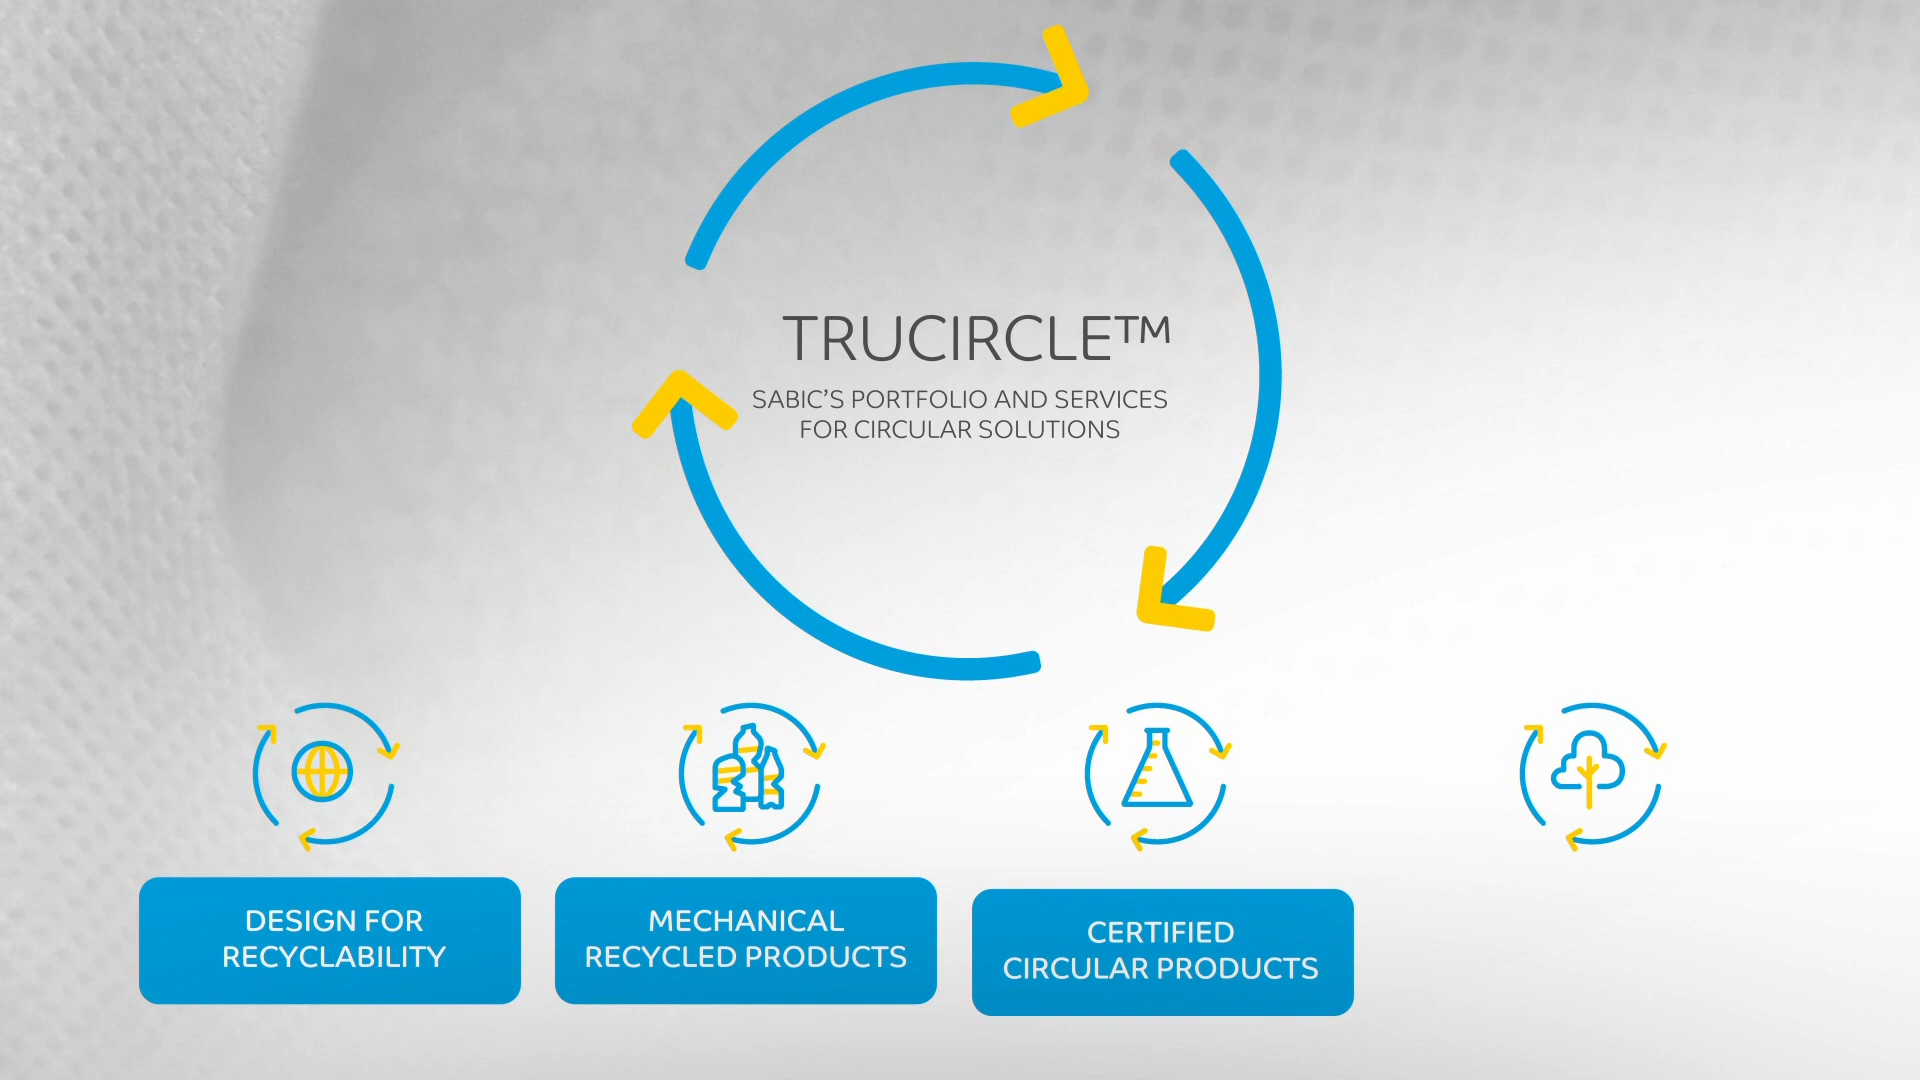 TRUCIRCLE™
SABIC’S PORTFOLIO AND SERVICES
FOR CIRCULAR SOLUTIONS
DESIGN FOR
RECYCLABILITY
MECHANICAL
RECYCLED PRODUCTS
CERTIFIED
CIRCULAR PRODUCTS